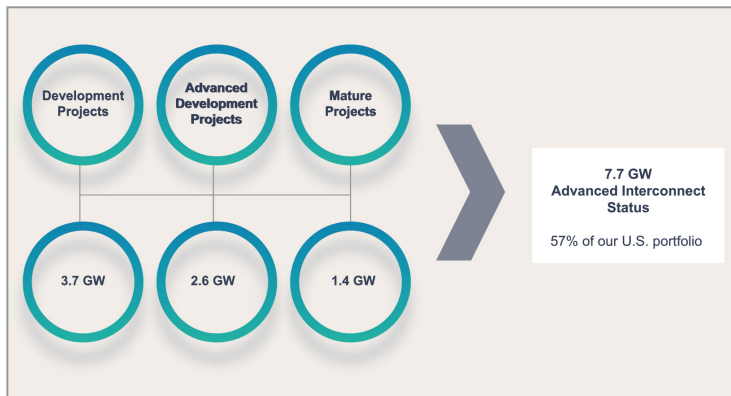 Development
Projects
Advanced
Development
Projects
Mature
Projects
3.7 GW
2.6 GW
1.4 GW
7.7 GW
Advanced Interconnect
Status
57% of our U.S. portfolio